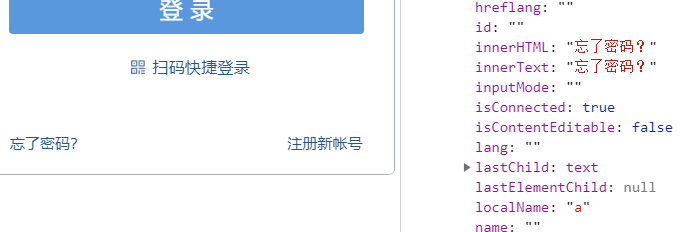 登 录
扫码快捷登录
忘了密码？
注册新帐号
hreflang: ""
id: ""
innerHTML: "忘了密码？"
innerText: "忘了密码？"
inputMode: ""
isConnected: true
isContentEditable: false
lang: ""
lastChild: text
lastElementChild: null
localName: "a"
name: ""